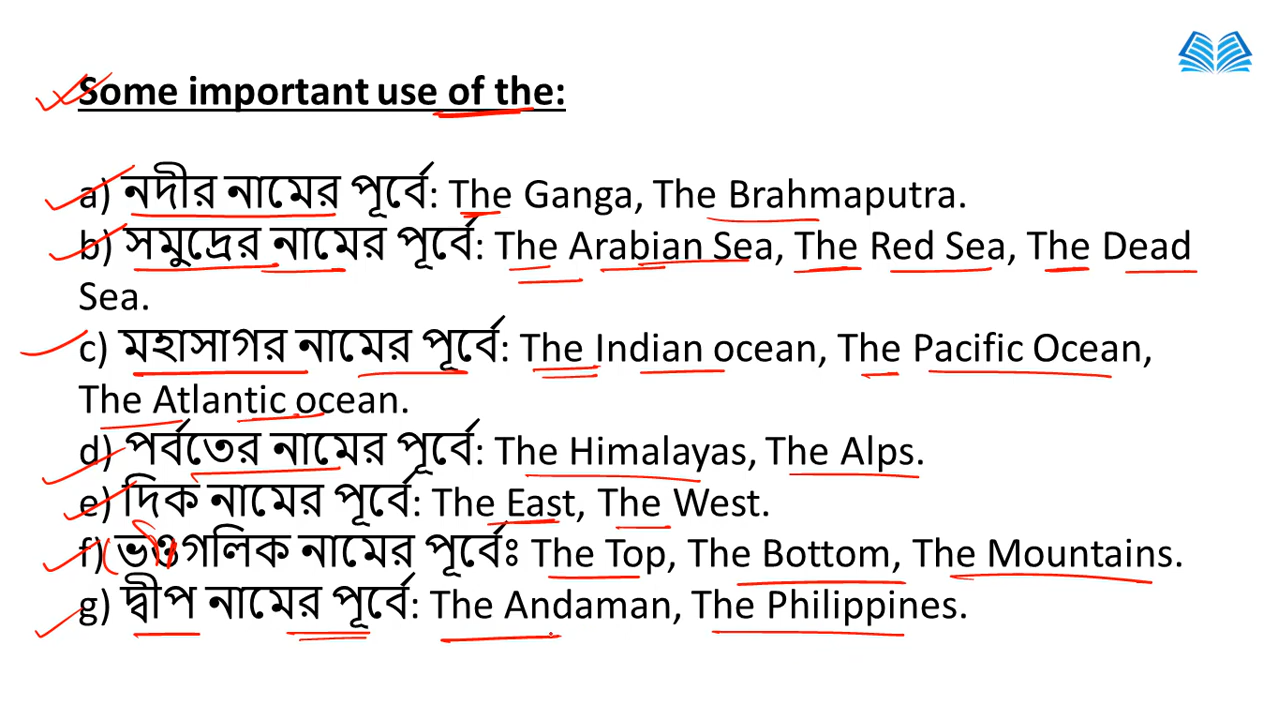 Some important use of the:
a) নদীর নামের পূর্বে: The Ganga, The Brahmaputra.
b) সমুদ্রের নামের পূর্বে: The Arabian Sea, The Red Sea, The Dead
Sea.
c) মহাসাগর নামের পূর্বে: The Indian ocean, The Pacific Ocean,
The Atlantic ocean.
d) পর্বতের নামের পূর্বে: The Himalayas, The Alps.
e) দিক নামের পূর্বে: The East, The West.
f) ভওগলিক নামের পূর্বেঃ The Top, The Bottom, The Mountains.
g) দ্বীপ নামের পূর্বে: The Andaman, The Philippines.